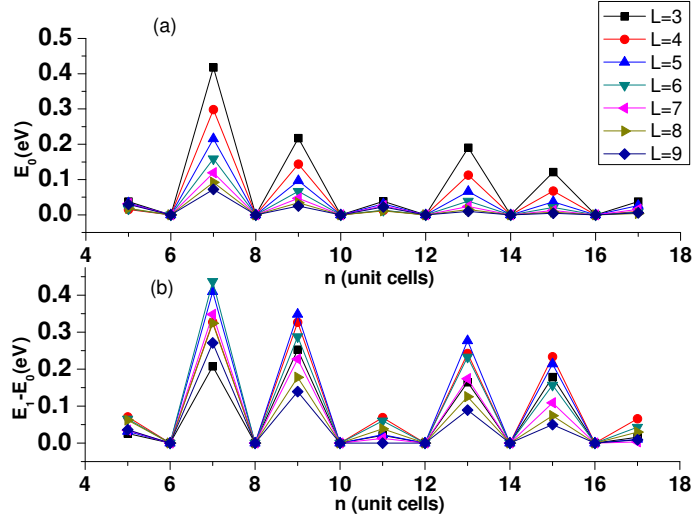 (a)
L=3
L=4
L=5
L=6
L=7
L=8
L=9
E0(eV)
0.5
0.4
0.3
0.2
0.1
0.0
4 6 8 10 12 14 16 18
n (unit cells)
(b)
E1-E0(eV)
0.4
0.3
0.2
0.1
0.0
4 6 8 10 12 14 16 18
n (unit cells)